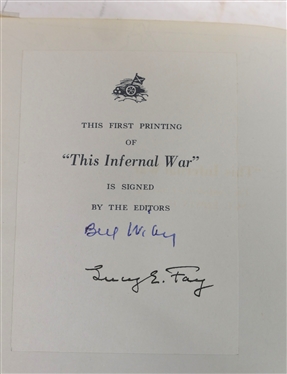 THIS FIRST PRINTING
OF
“This Infernal War”
IS SIGNED
BY THE EDITORS
Bell Wiley
Lucy E. Fay